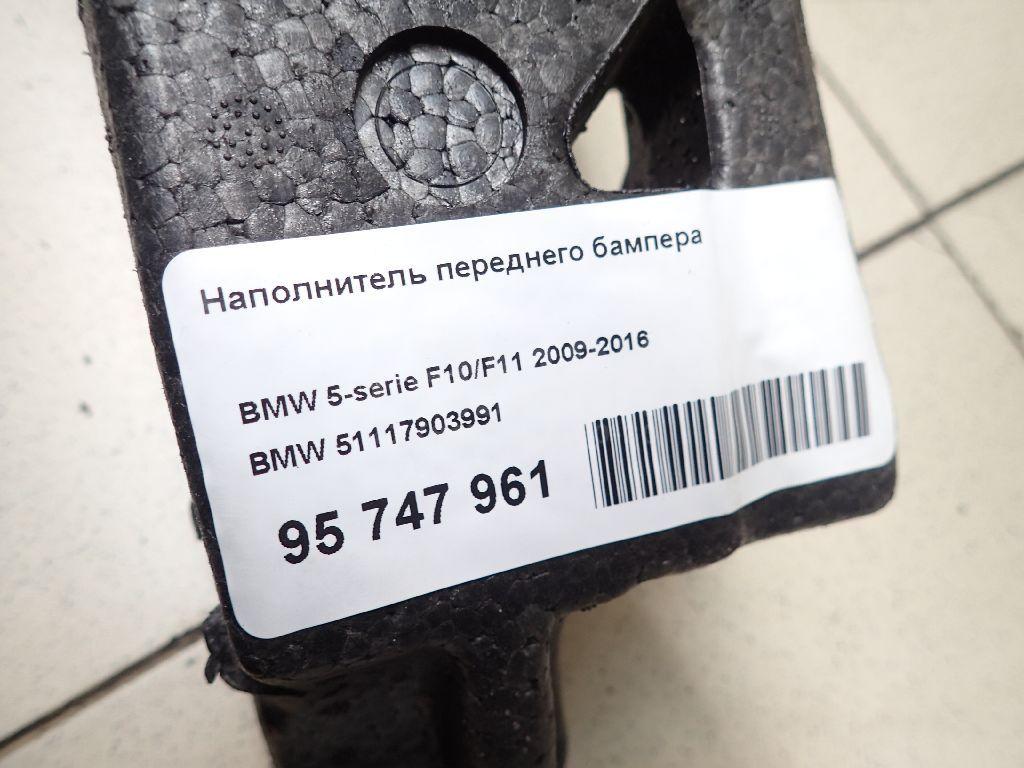 Наполнитель переднего бампера
BMW 5-serie F10/F11 2009-2016
BMW 51117903991
95 747 961